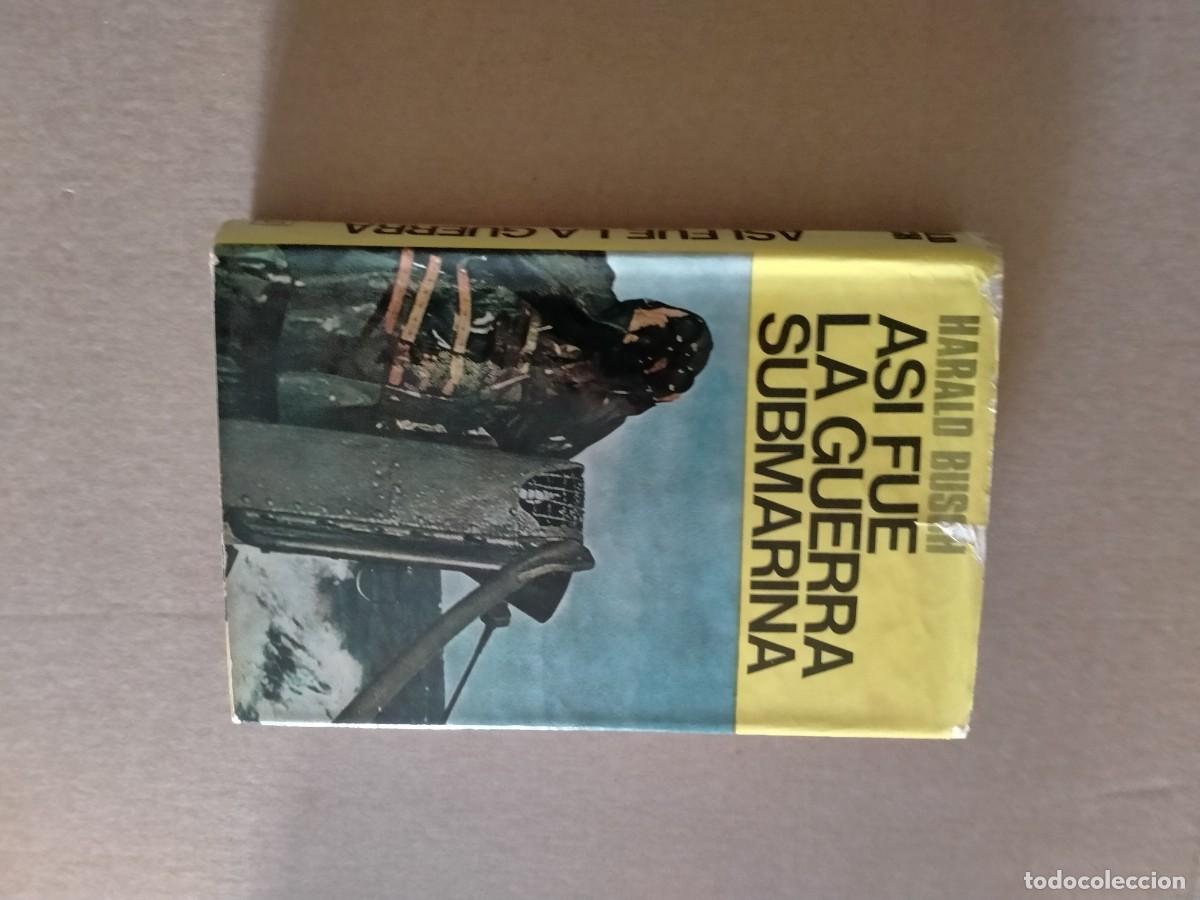 HARALD BUSCH
ASI FUE
LA GUERRA
SUBMARINA
ASI FUE LA GUERRA
todocoleccion